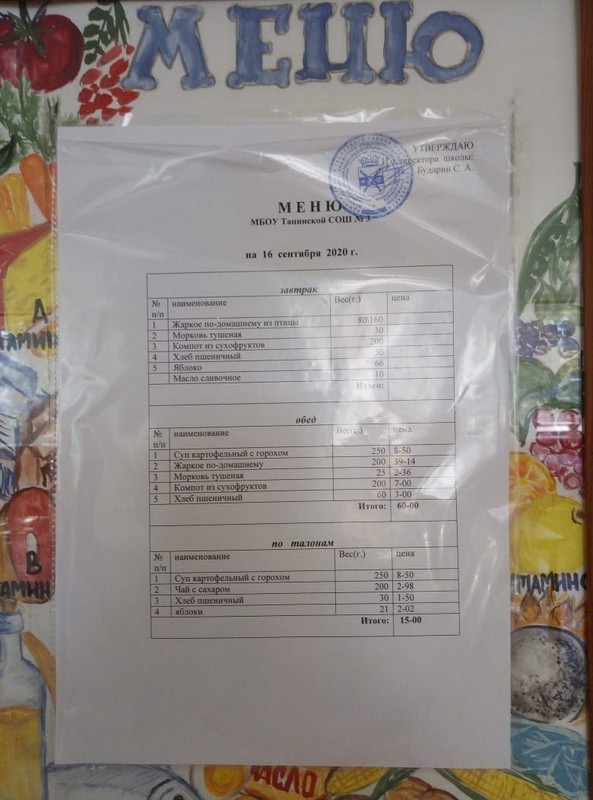 МЕНЮ
УТВЕРЖДАЮ
директора школы:
Бударин С. А.
М Е Н Ю
МБОУ Тацинской СОШ № 3
на 16 сентября 2020 г.
завтрак
№ п/п наименование Вес(г.) цена
1 Жаркое по-домашнему из птицы 80\160
2 Морковь тушеная 30
3 Компот из сухофруктов 200
4 Хлеб пшеничный 50
5 Яблоко 66
Масло сливочное 10
Итого:
обед
№ п/п наименование Вес(г.) цена
1 Суп картофельный с горохом 250 8-50
2 Жаркое по-домашнему 200 39-14
3 Морковь тушеная 25 2-36
4 Компот из сухофруктов 200 7-00
5 Хлеб пшеничный 60 3-00
Итого: 60-00
по талонам
№ п/п наименование Вес(г.) цена
1 Суп картофельный с горохом 250 8-50
2 Чай с сахаром 200 2-98
3 Хлеб пшеничный 30 1-50
4 яблоки 21 2-02
Итого: 15-00
А
В
МАСЛО